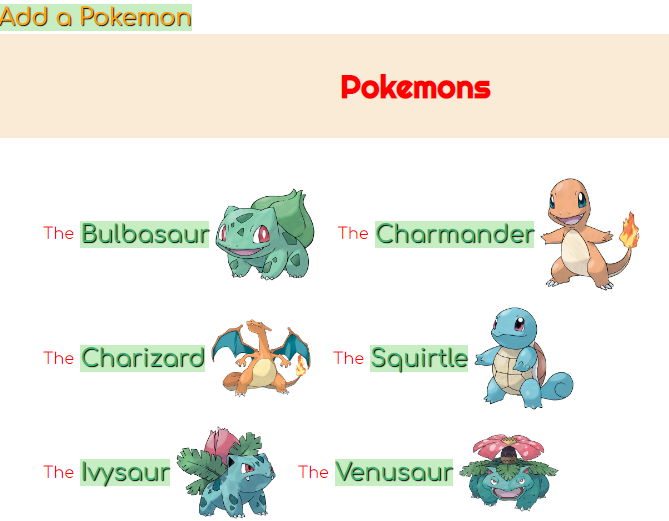 Add a Pokemon
Pokemons
The Bulbasaur
The Charmander
The Charizard
The Squirtle
The Ivysaur
The Venusaur